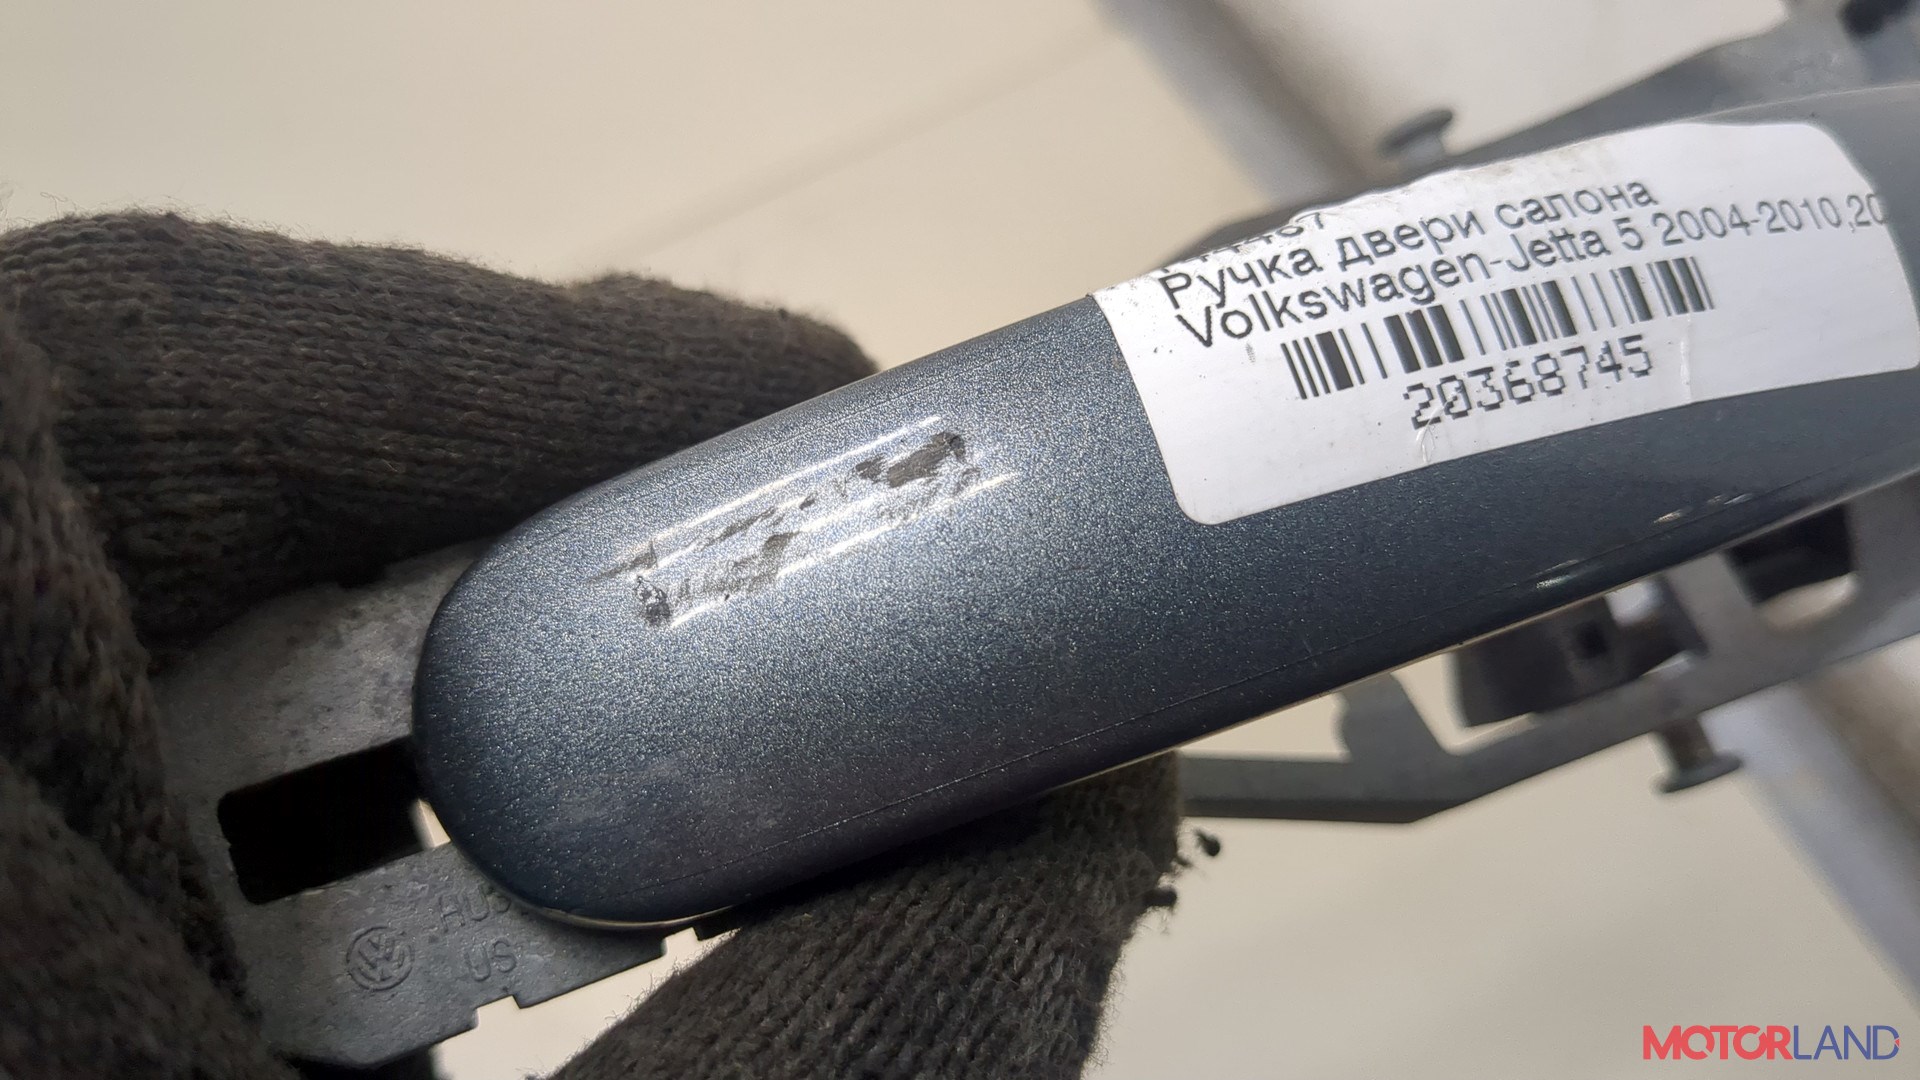 Ручка двери салона
Volkswagen-Jetta 5 2004-2010,20
20368745
US
MOTORLAND